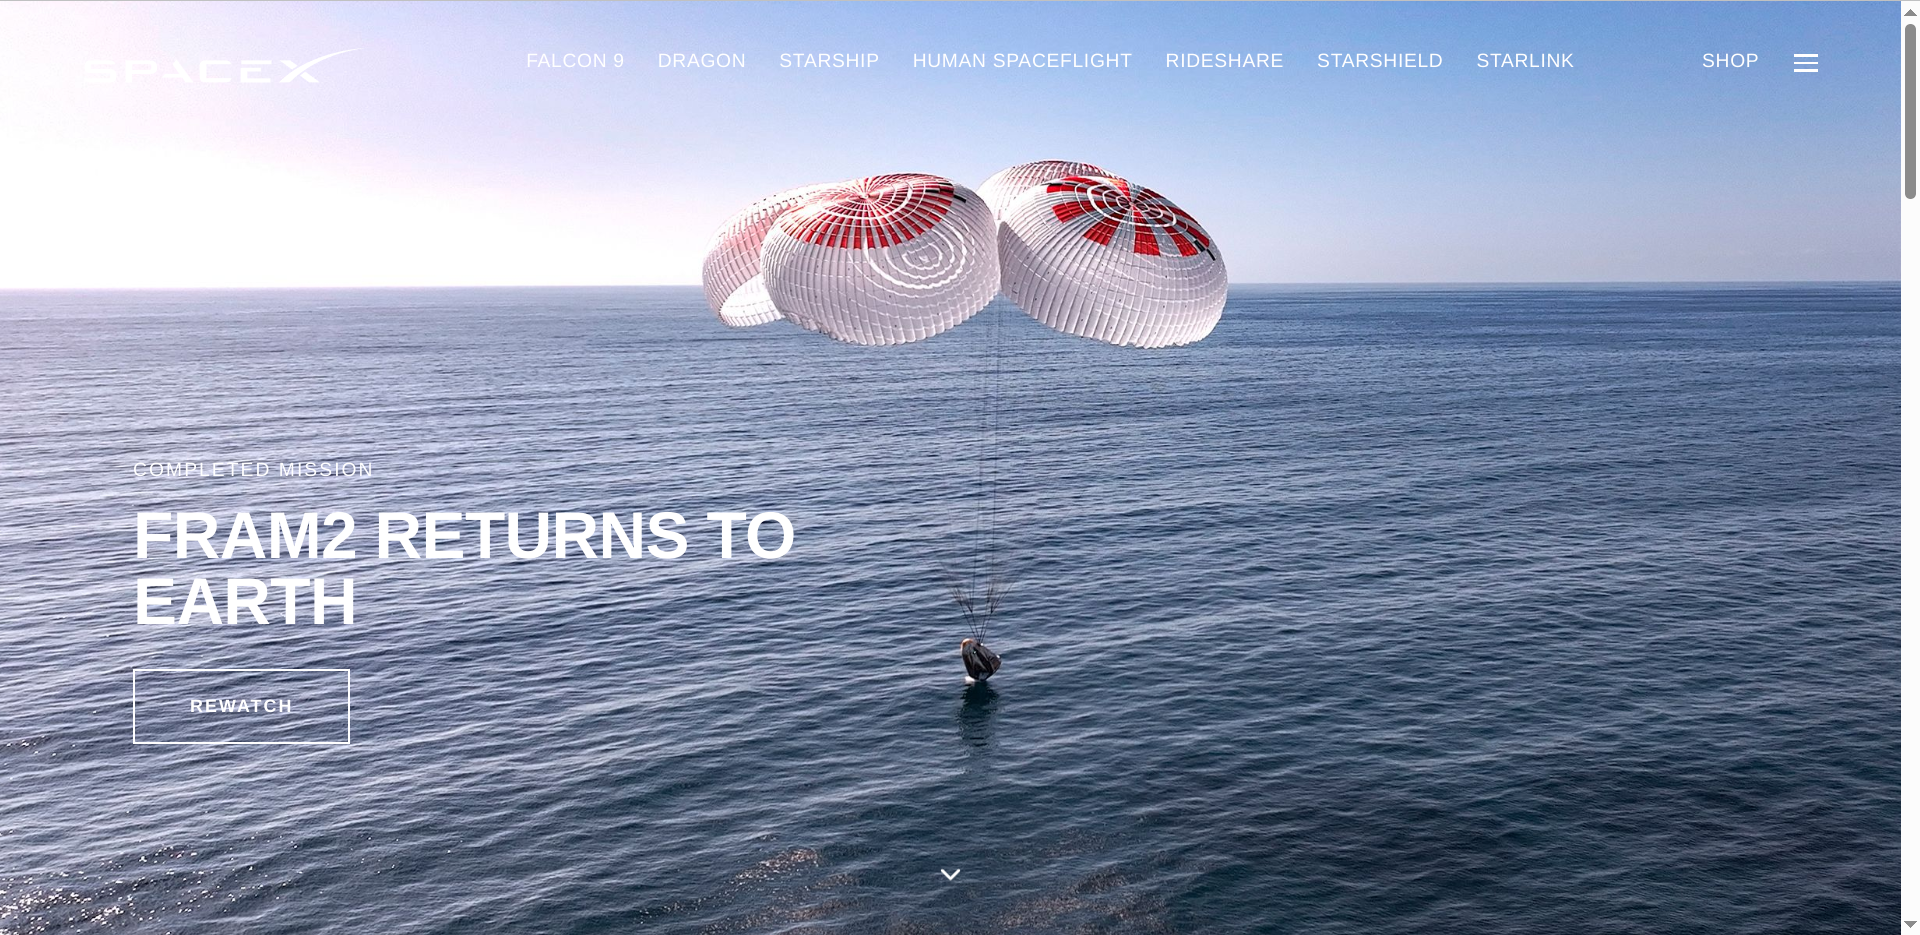 SPACEX
FALCON 9 DRAGON STARSHIP HUMAN SPACEFLIGHT RIDESHARE STARSHIELD STARLINK SHOP
COMPLETED MISSION
FRAM2 RETURNS TO
EARTH
REWATCH